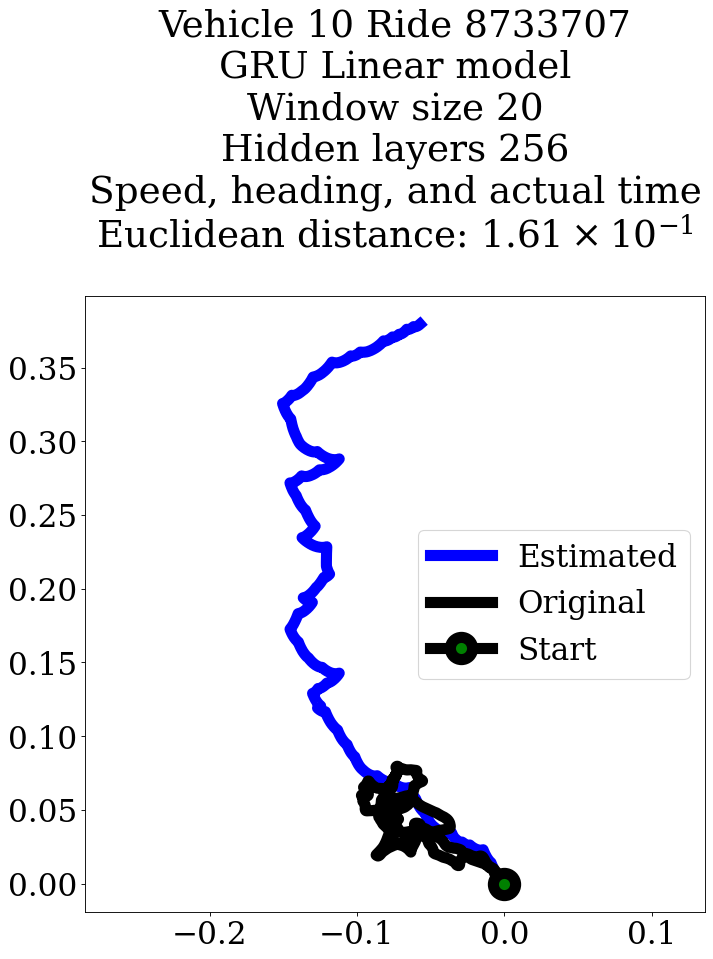 Vehicle 10 Ride 8733707
GRU Linear model
Window size 20
Hidden layers 256
Speed, heading, and actual time
Euclidean distance: 1.61 × 10⁻¹
0.35
0.30
0.25
0.20
0.15
0.10
0.05
0.00
Estimated
Original
Start
−0.2
−0.1
0.0
0.1